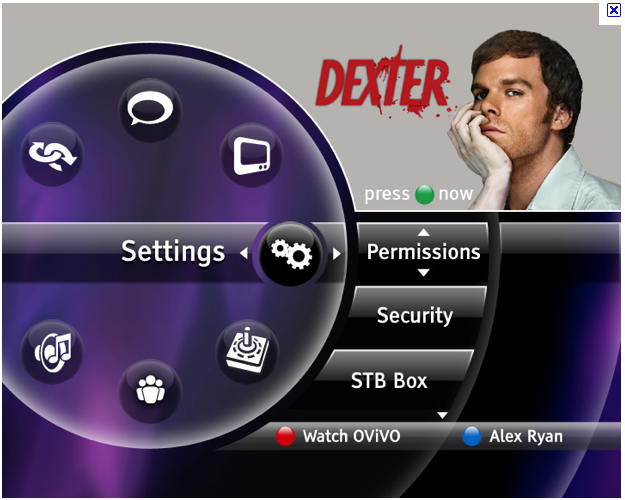 DEXTER
press now
Settings
Permissions
Security
STB Box
Watch OViVO
Alex Ryan